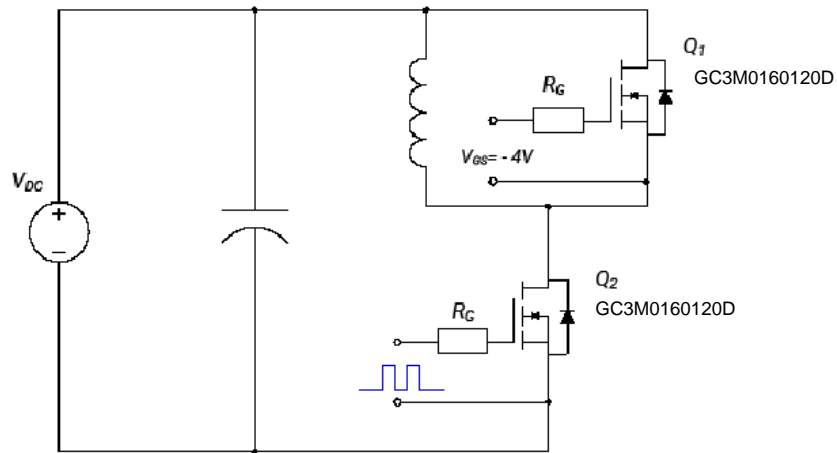 Q1
GC3M0160120D
RG
VGS= - 4V
VDC
+
−
Q2
GC3M0160120D
RG